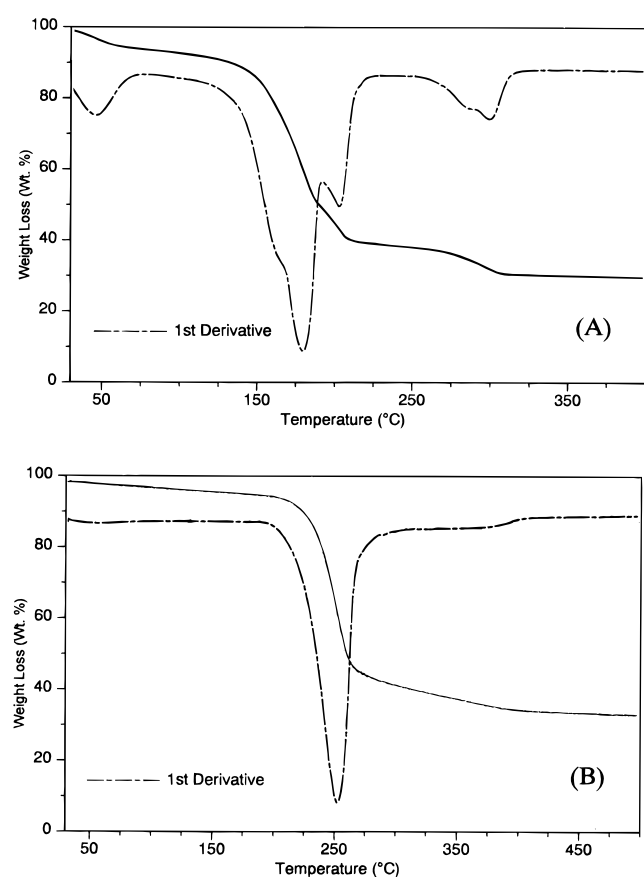 100
80
60
40
20
0
Weight Loss (Wt. %)
1st Derivative
(A)
50 150 250 350
Temperature (°C)
100
80
60
40
20
0
Weight Loss (Wt. %)
1st Derivative
(B)
50 150 250 350 450
Temperature (°C)